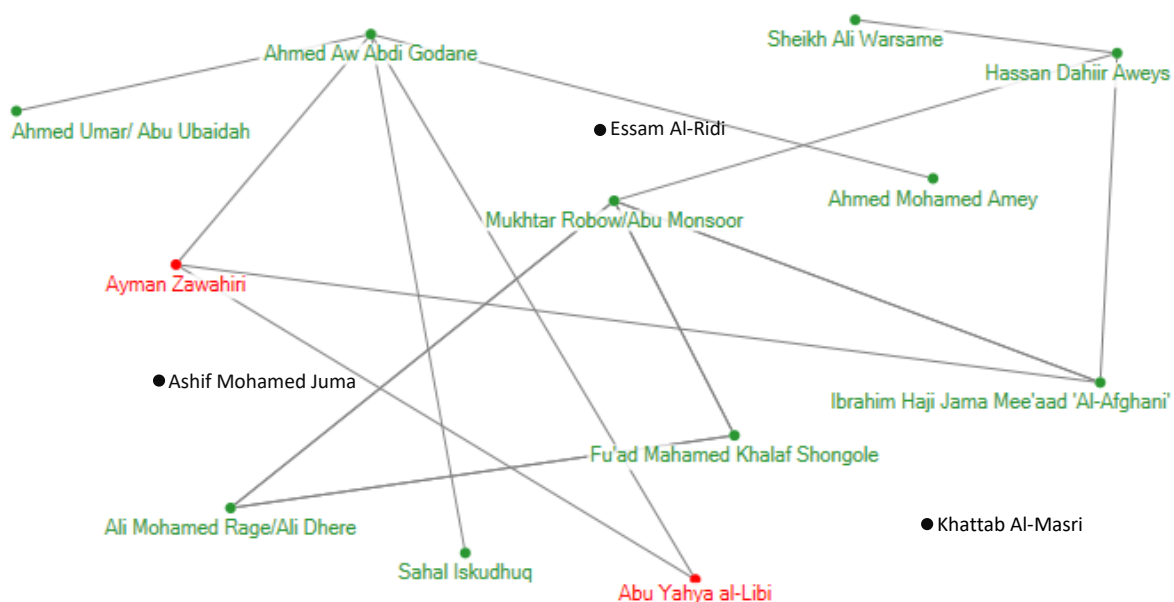 Sheikh Ali Warsame
Ahmed Aw Abdi Godane
Hassan Dahiir Aweys
Ahmed Umar/ Abu Ubaidah
Essam Al-Ridi
Ahmed Mohamed Amey
Mukhtar Robow/Abu Monsoor
Ayman Zawahiri
Ashif Mohamed Juma
Ibrahim Haji Jama Mee'aad 'Al-Afghani'
Fu'ad Mahamed Khalaf Shongole
Ali Mohamed Rage/Ali Dhere
Khattab Al-Masri
Sahal Iskudhuq
Abu Yahya al-Libi